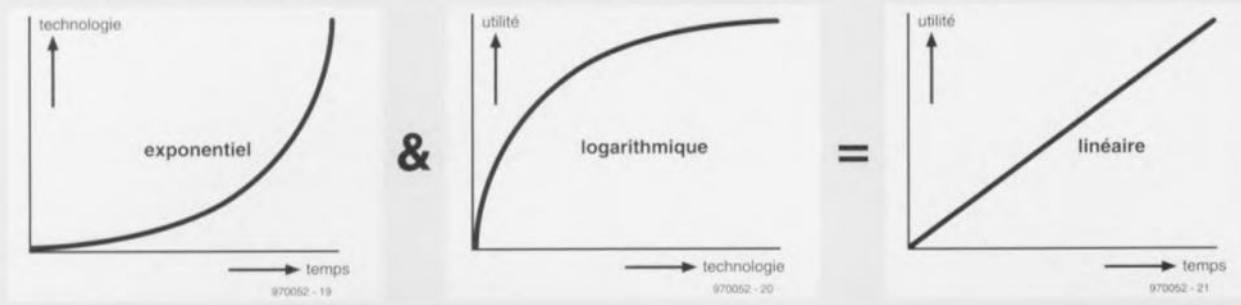 technologie
exponentiel
temps
970052 - 19
&
utilité
logarithmique
technologie
970052 - 20
=
utilité
linéaire
temps
970052 - 21